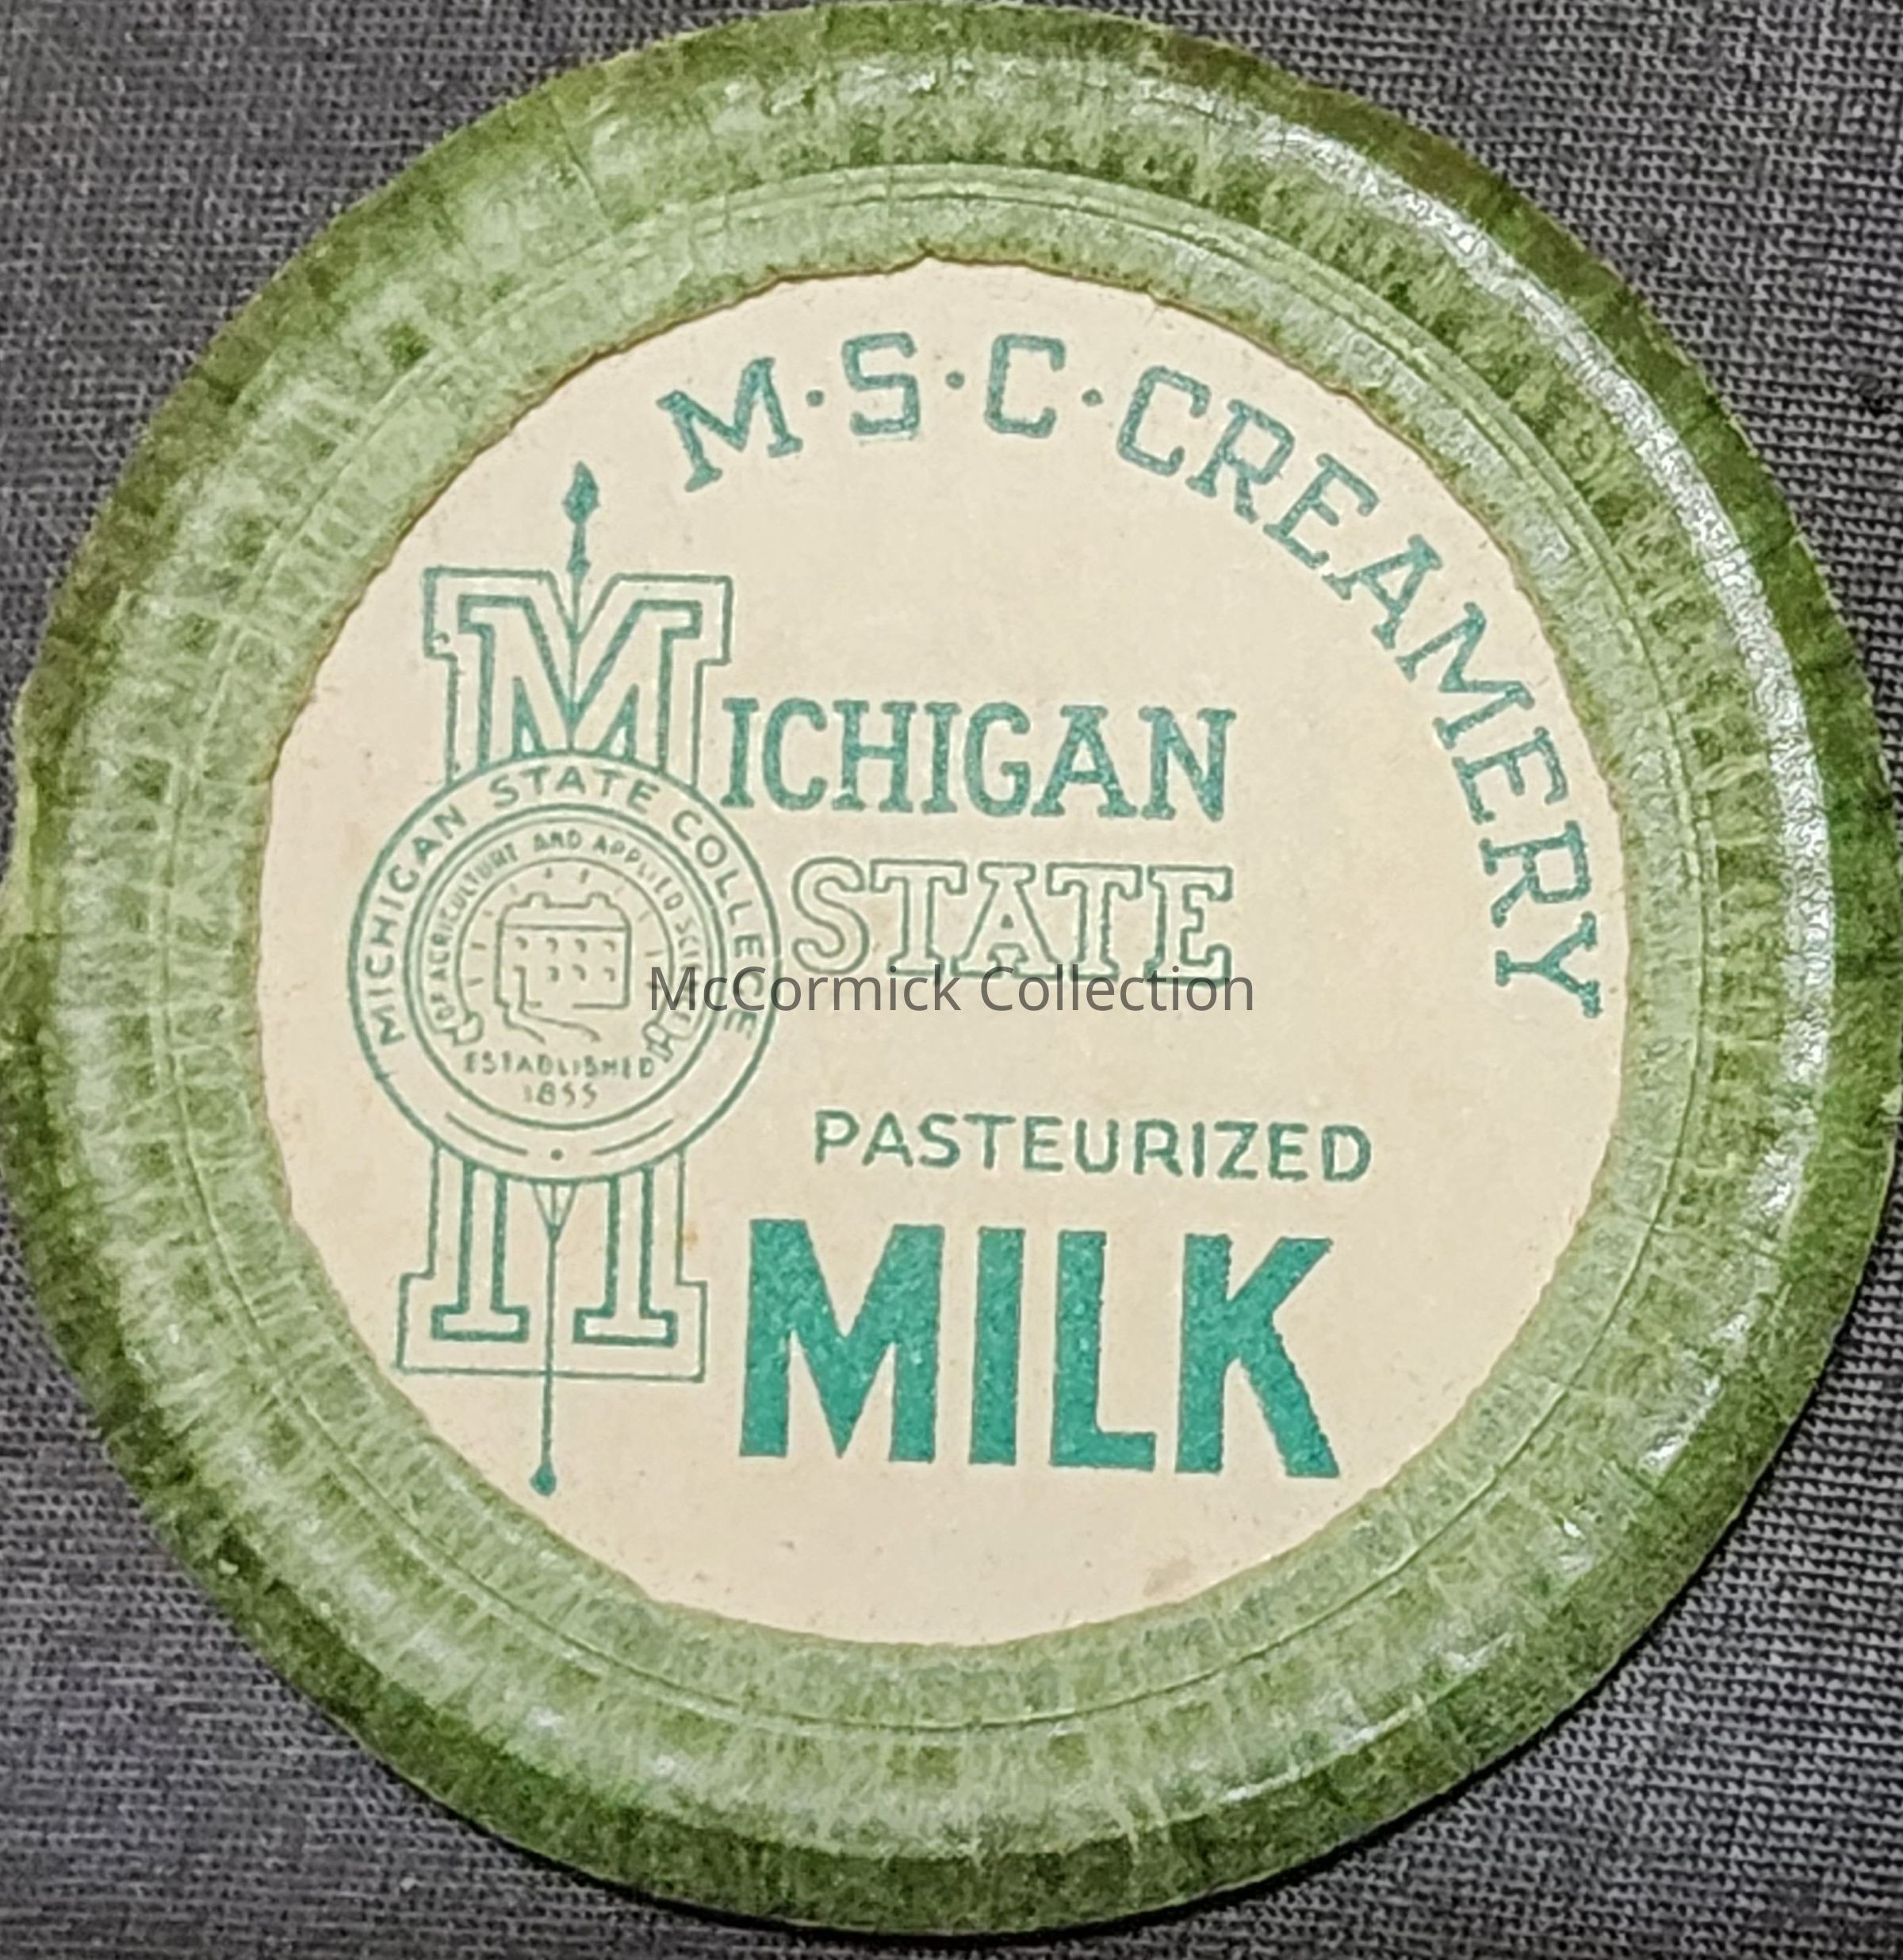 M·S·C·CREAMERY
MICHIGAN
STATE
MICHIGAN STATE COLLEGE
OF AGRICULTURE AND APPLIED SCIENCE
ESTABLISHED
1855
McCormick Collection
PASTEURIZED
MILK